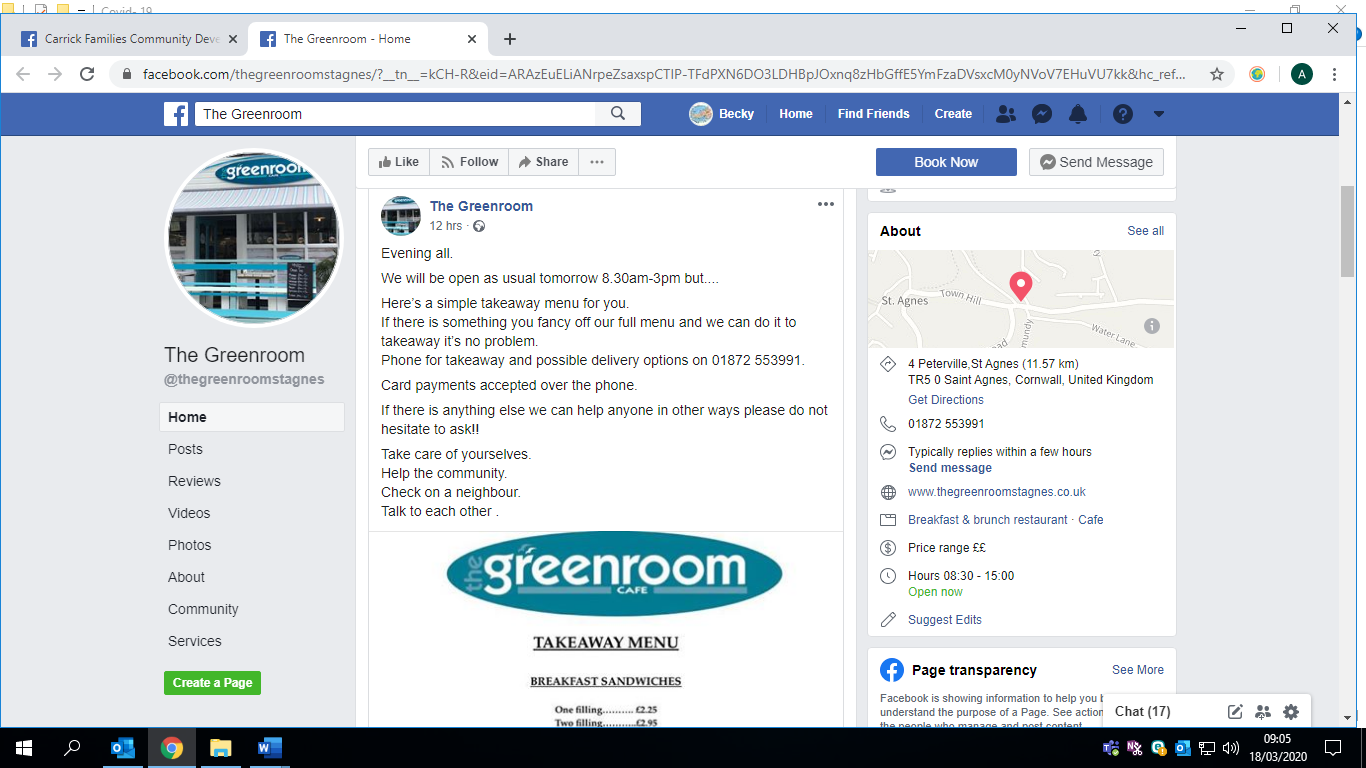 Covid- 19
Carrick Families Community Deve
The Greenroom - Home
facebook.com/thegreenroomstagnes/?__tn__=kCH-R&eid=ARAzEuELiANrpeZsaxspCTIP-TFdPXN6DO3LDHBpJOxnq8zHbGffE5YmFzaDVsxcM0yNVoV7EHuVU7kk&hc_ref...
A
The Greenroom
Becky
Home
Find Friends
Create
greenroom
Like
Follow
Share
Book Now
Send Message
The Greenroom
@thegreenroomstagnes
Home
Posts
Reviews
Videos
Photos
About
Community
Services
Create a Page
The Greenroom
12 hrs ·
Evening all.
We will be open as usual tomorrow 8.30am-3pm but....
Here's a simple takeaway menu for you.
If there is something you fancy off our full menu and we can do it to
takeaway it's no problem.
Phone for takeaway and possible delivery options on 01872 553991.
Card payments accepted over the phone.
If there is anything else we can help anyone in other ways please do not
hesitate to ask!!
Take care of yourselves.
Help the community.
Check on a neighbour.
Talk to each other .
the greenroom
CAFE
TAKEAWAY MENU
BREAKFAST SANDWICHES
One filling.......... £2.25
Two filling.......... £2.95
About
See all
St. Agnes
Town Hill
Water Lane
4 Peterville,St Agnes (11.57 km)
TR5 0 Saint Agnes, Cornwall, United Kingdom
Get Directions
01872 553991
Typically replies within a few hours
Send message
www.thegreenroomstagnes.co.uk
Breakfast & brunch restaurant · Cafe
Price range ££
Hours 08:30 - 15:00
Open now
Suggest Edits
Page transparency
See More
Facebook is showing information to help you b
understand the purpose of a Page. See action
the people who manage and post content.
Chat (17)
09:05
18/03/2020